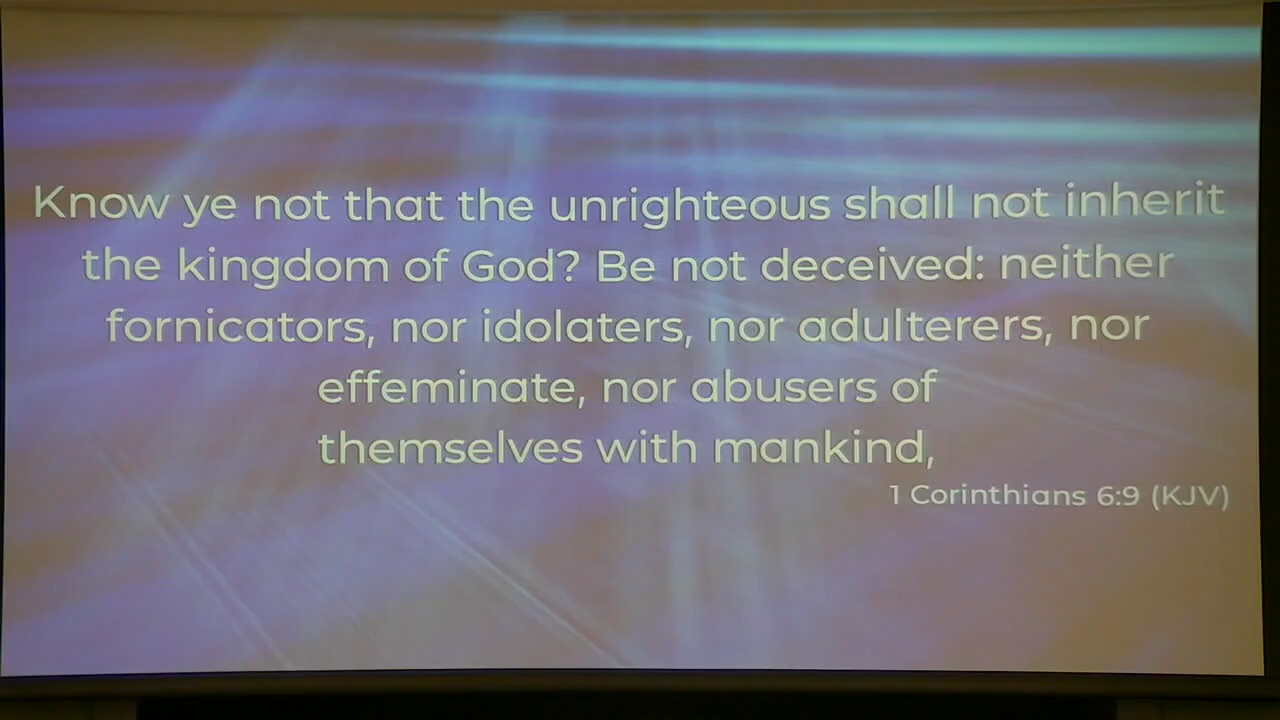 Know ye not that the unrighteous shall not inherit
the kingdom of God? Be not deceived: neither
fornicators, nor idolaters, nor adulterers, nor
effeminate, nor abusers of
themselves with mankind,
1 Corinthians 6:9 (KJV)